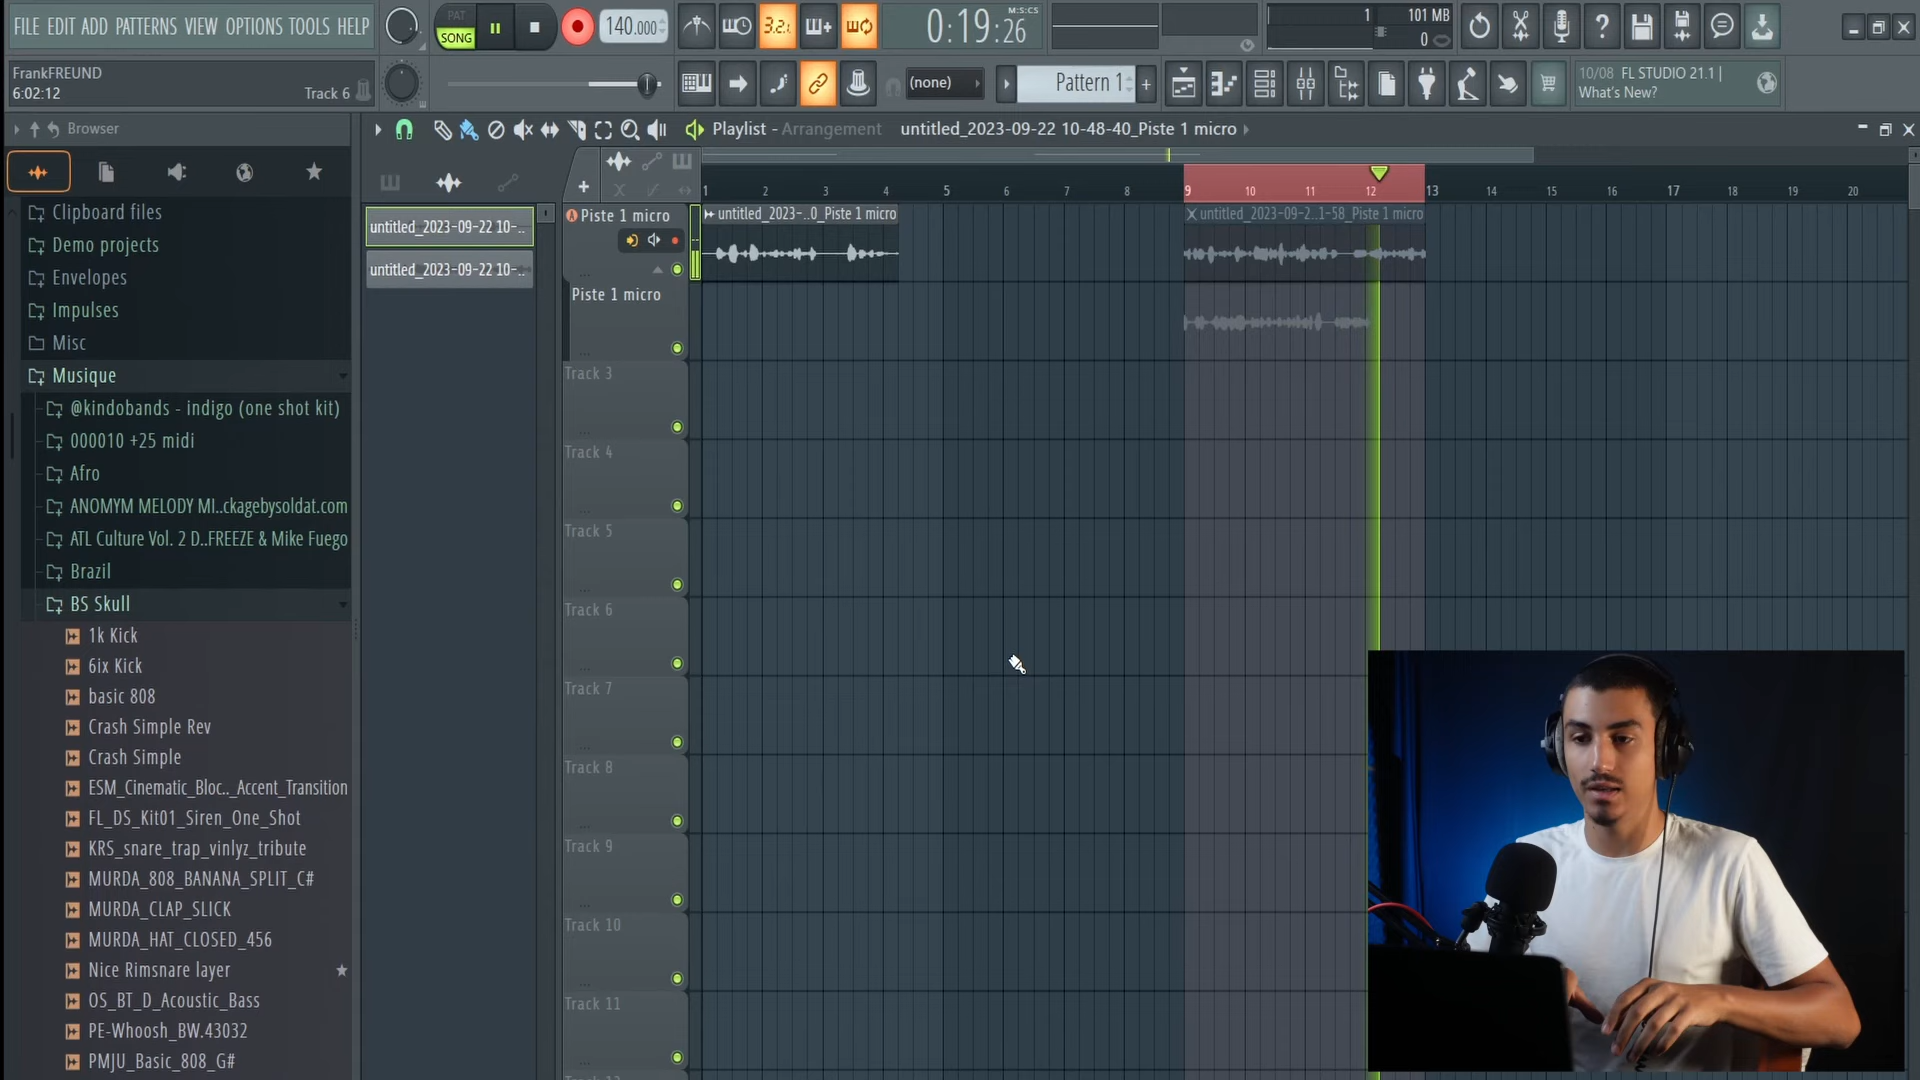 FILE EDIT ADD PATTERNS VIEW OPTIONS TOOLS HELP
PAT
SONG
140.000
3.2.
0:19:26
M:S:CS
1
101 MB
0
FrankFREUND
6:02:12
Track 6
(none)
Pattern 1
10/08 FL STUDIO 21.1 |
What's New?
Browser
Playlist - Arrangement
untitled_2023-09-22 10-48-40_Piste 1 micro
1 2 3 4 5 6 7 8 9 10 11 12 13 14 15 16 17 18 19 20
Clipboard files
Demo projects
Envelopes
Impulses
Misc
Musique
@kindobands - indigo (one shot kit)
000010 +25 midi
Afro
ANOMYM MELODY MI..ckagebysoldat.com
ATL Culture Vol. 2 D..FREEZE & Mike Fuego
Brazil
BS Skull
1k Kick
6ix Kick
basic 808
Crash Simple Rev
Crash Simple
ESM_Cinematic_Bloc.._Accent_Transition
FL_DS_Kit01_Siren_One_Shot
KRS_snare_trap_vinlyz_tribute
MURDA_808_BANANA_SPLIT_C#
MURDA_CLAP_SLICK
MURDA_HAT_CLOSED_456
Nice Rimsnare layer
OS_BT_D_Acoustic_Bass
PE-Whoosh_BW.43032
PMJU_Basic_808_G#
untitled_2023-09-22 10-..
untitled_2023-09-22 10-..
Piste 1 micro
untitled_2023-..0_Piste 1 micro
untitled_2023-09-2..1-58_Piste 1 micro
Piste 1 micro
Track 3
Track 4
Track 5
Track 6
Track 7
Track 8
Track 9
Track 10
Track 11